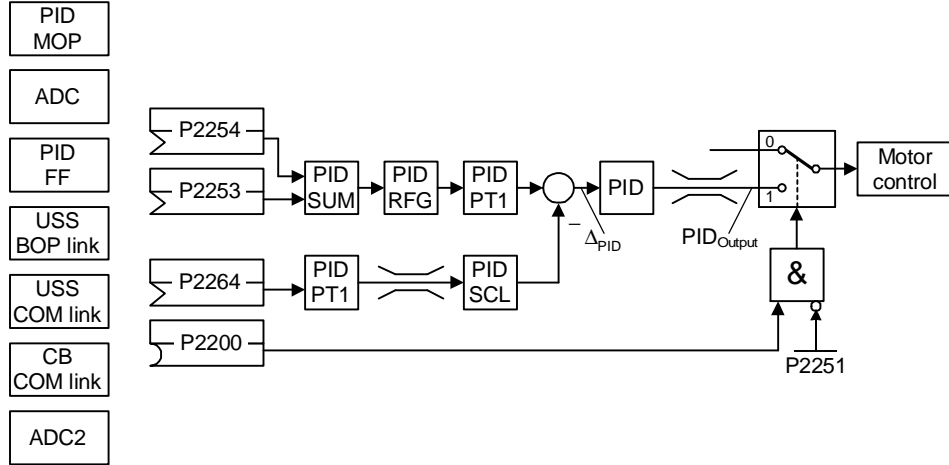 PID
MOP
ADC
PID
FF
USS
BOP link
USS
COM link
CB
COM link
ADC2
P2254
P2253
PID
SUM
PID
RFG
PID
PT1
−
ΔPID
PID
PIDOutput
0
1
Motor
control
P2264
PID
PT1
PID
SCL
&
P2200
P2251